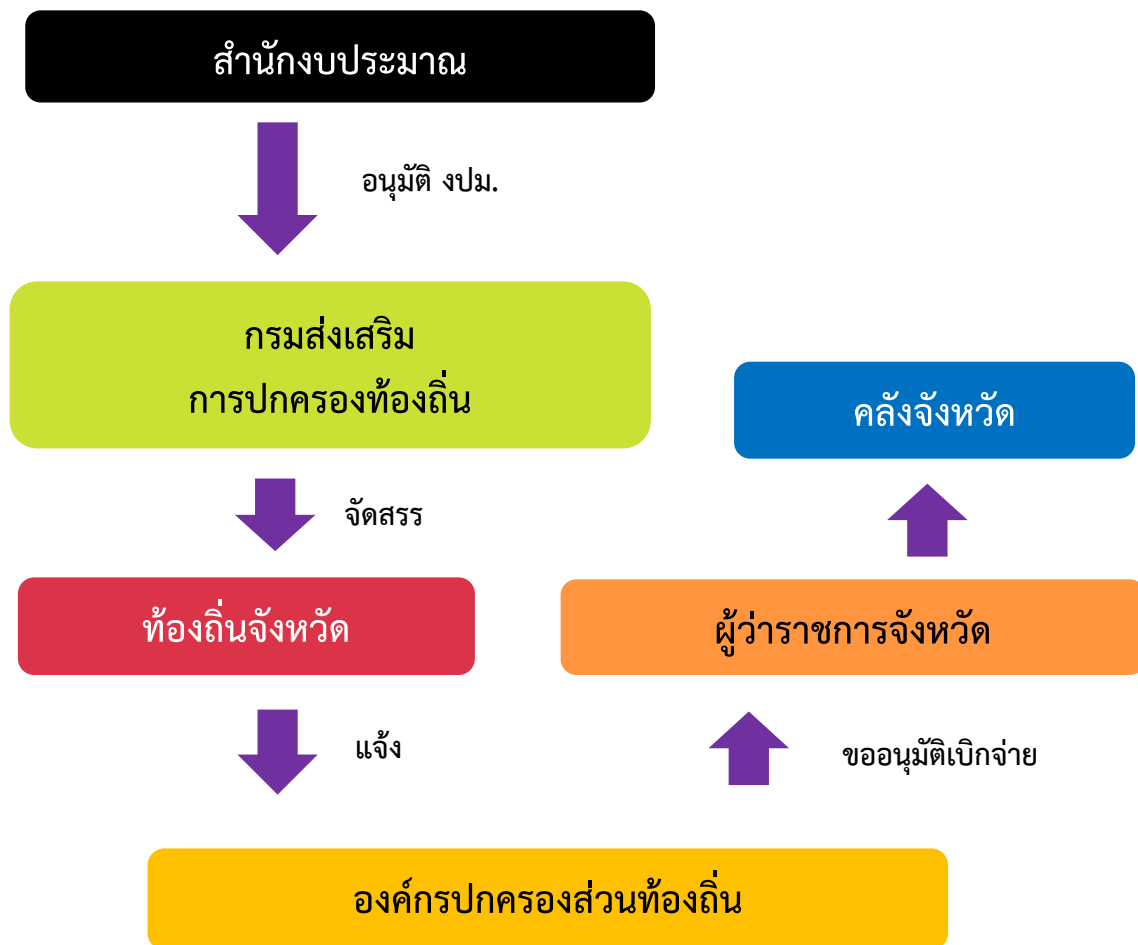 สำนักงบประมาณ
อนุมัติ งปม.
กรมส่งเสริม
การปกครองท้องถิ่น
คลังจังหวัด
จัดสรร
ท้องถิ่นจังหวัด
ผู้ว่าราชการจังหวัด
แจ้ง
ขออนุมัติเบิกจ่าย
องค์กรปกครองส่วนท้องถิ่น